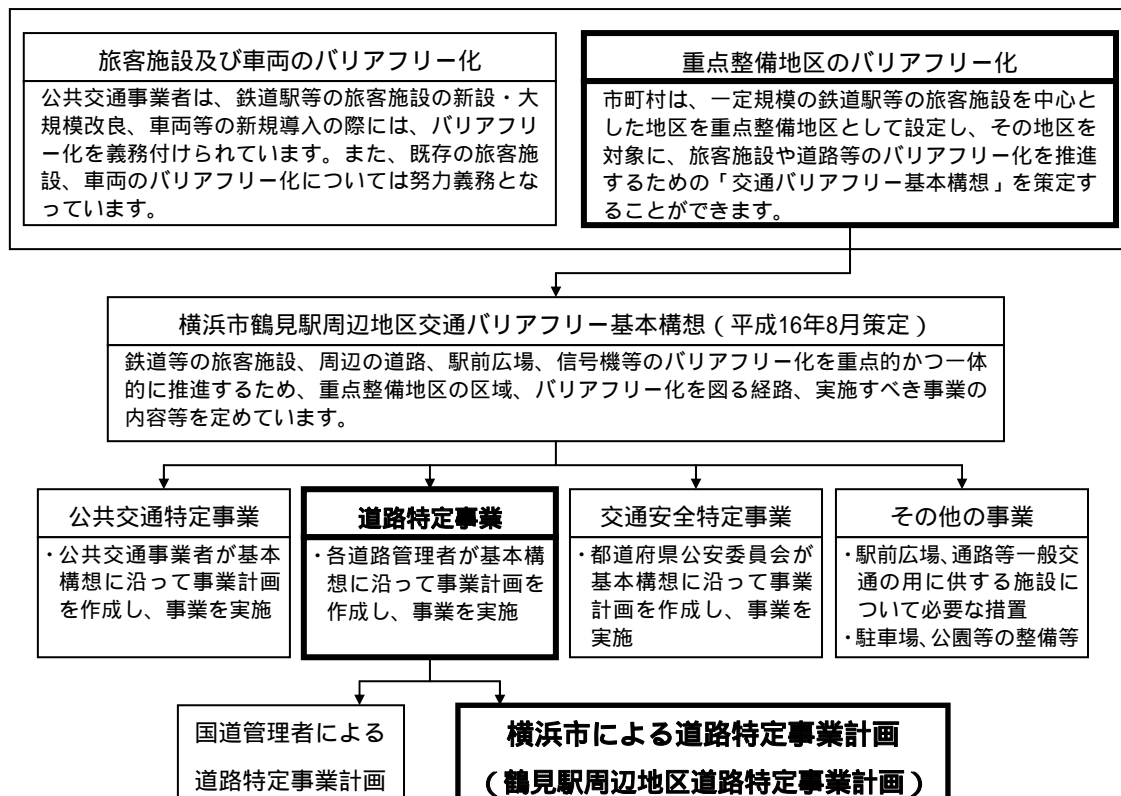 旅客施設及び車両のバリアフリー化
公共交通事業者は、鉄道駅等の旅客施設の新設・大
規模改良、車両等の新規導入の際には、バリアフリ
ー化を義務付けられています。また、既存の旅客施
設、車両のバリアフリー化については努力義務とな
っています。
重点整備地区のバリアフリー化
市町村は、一定規模の鉄道駅等の旅客施設を中心と
した地区を重点整備地区として設定し、その地区を
対象に、旅客施設や道路等のバリアフリー化を推進
するための「交通バリアフリー基本構想」を策定す
ることができます。
横浜市鶴見駅周辺地区交通バリアフリー基本構想（平成16年8月策定）
鉄道等の旅客施設、周辺の道路、駅前広場、信号機等のバリアフリー化を重点的かつ一体
的に推進するため、重点整備地区の区域、バリアフリー化を図る経路、実施すべき事業の
内容等を定めています。
公共交通特定事業
・公共交通事業者が基本
構想に沿って事業計画
を作成し、事業を実施
道路特定事業
・各道路管理者が基本構
想に沿って事業計画を
作成し、事業を実施
交通安全特定事業
・都道府県公安委員会が
基本構想に沿って事業
計画を作成し、事業を
実施
その他の事業
・駅前広場、通路等一般交
通の用に供する施設に
ついて必要な措置
・駐車場、公園等の整備等
国道管理者による
道路特定事業計画
横浜市による道路特定事業計画
（鶴見駅周辺地区道路特定事業計画）